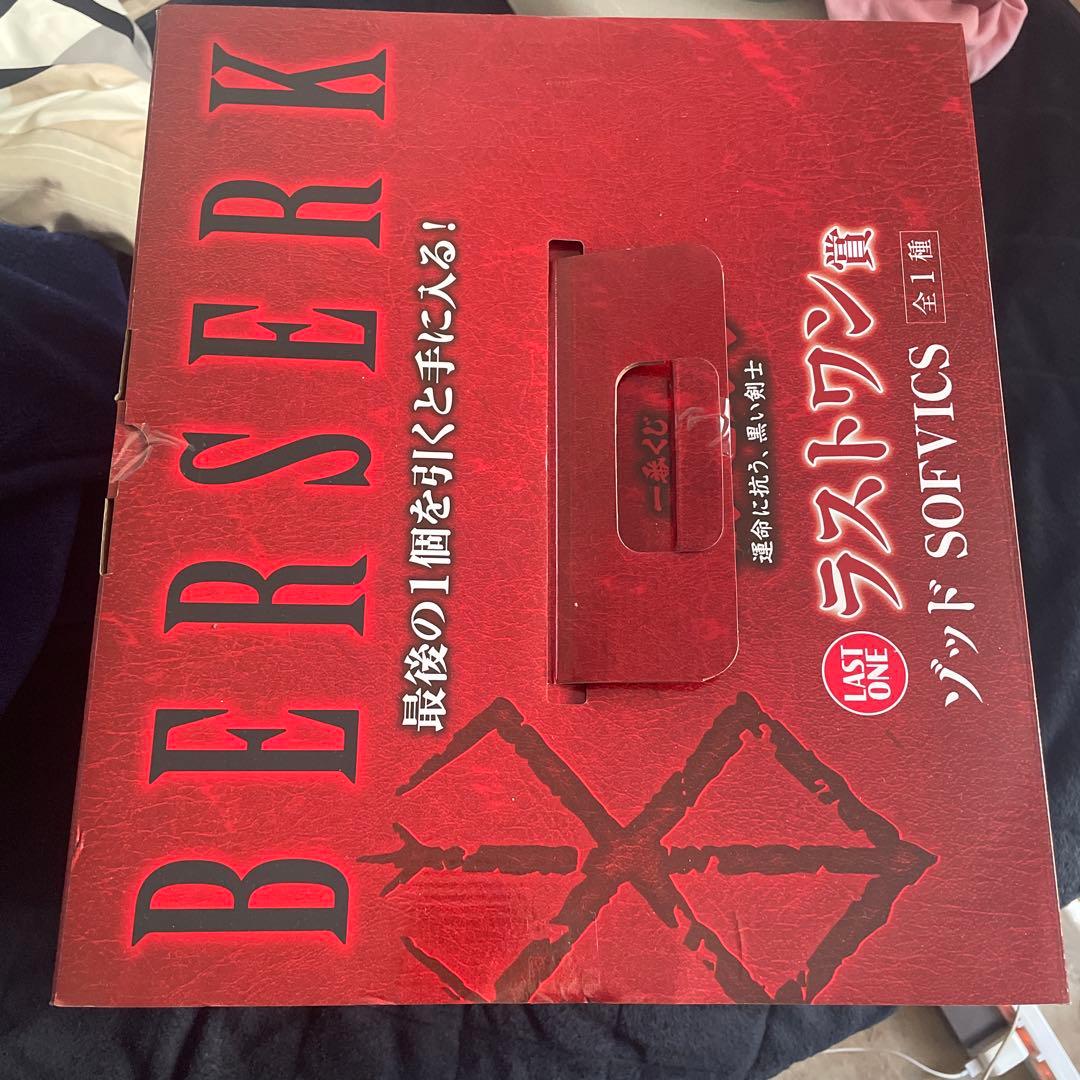 BERSERK
最後の1個を引くと手に入る!
一番くじ
運命に抗う、黒い剣士
LAST
ONE
ラストワン賞
ゾッド SOFVICS 全1種